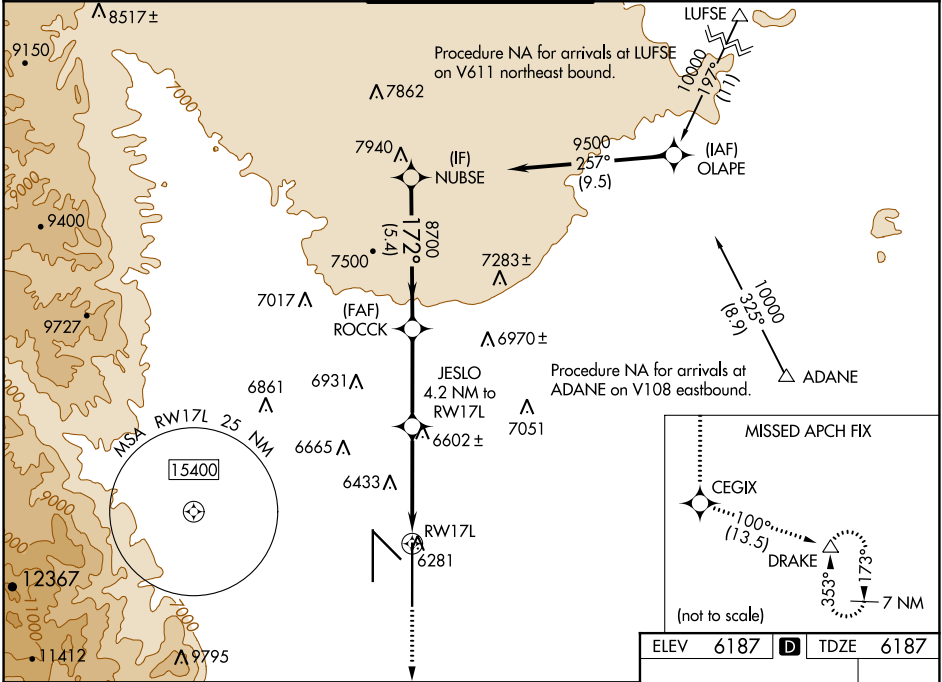 8517±
LUFSE
9150
Procedure NA for arrivals at LUFSE
on V611 northeast bound.
10000
197°
(11)
7000
7862
7940
(IF)
NUBSE
9500
257°
(9.5)
(IAF)
OLAPE
9000
9400
8700
172°
(5.4)
7500
7283±
10000
325°
(8.9)
7017
(FAF)
ROCCK
9727
6970±
JESLO
4.2 NM to
RW17L
Procedure NA for arrivals at
ADANE on V108 eastbound.
ADANE
6931
6861
7051
MSA RW17L 25 NM
6665
6602±
MISSED APCH FIX
15400
6433
CEGIX
100°
(13.5)
RW17L
6281
DRAKE
353°
173°
7 NM
12367
11000
7000
(not to scale)
11412
9795
ELEV 6187 D TDZE 6187